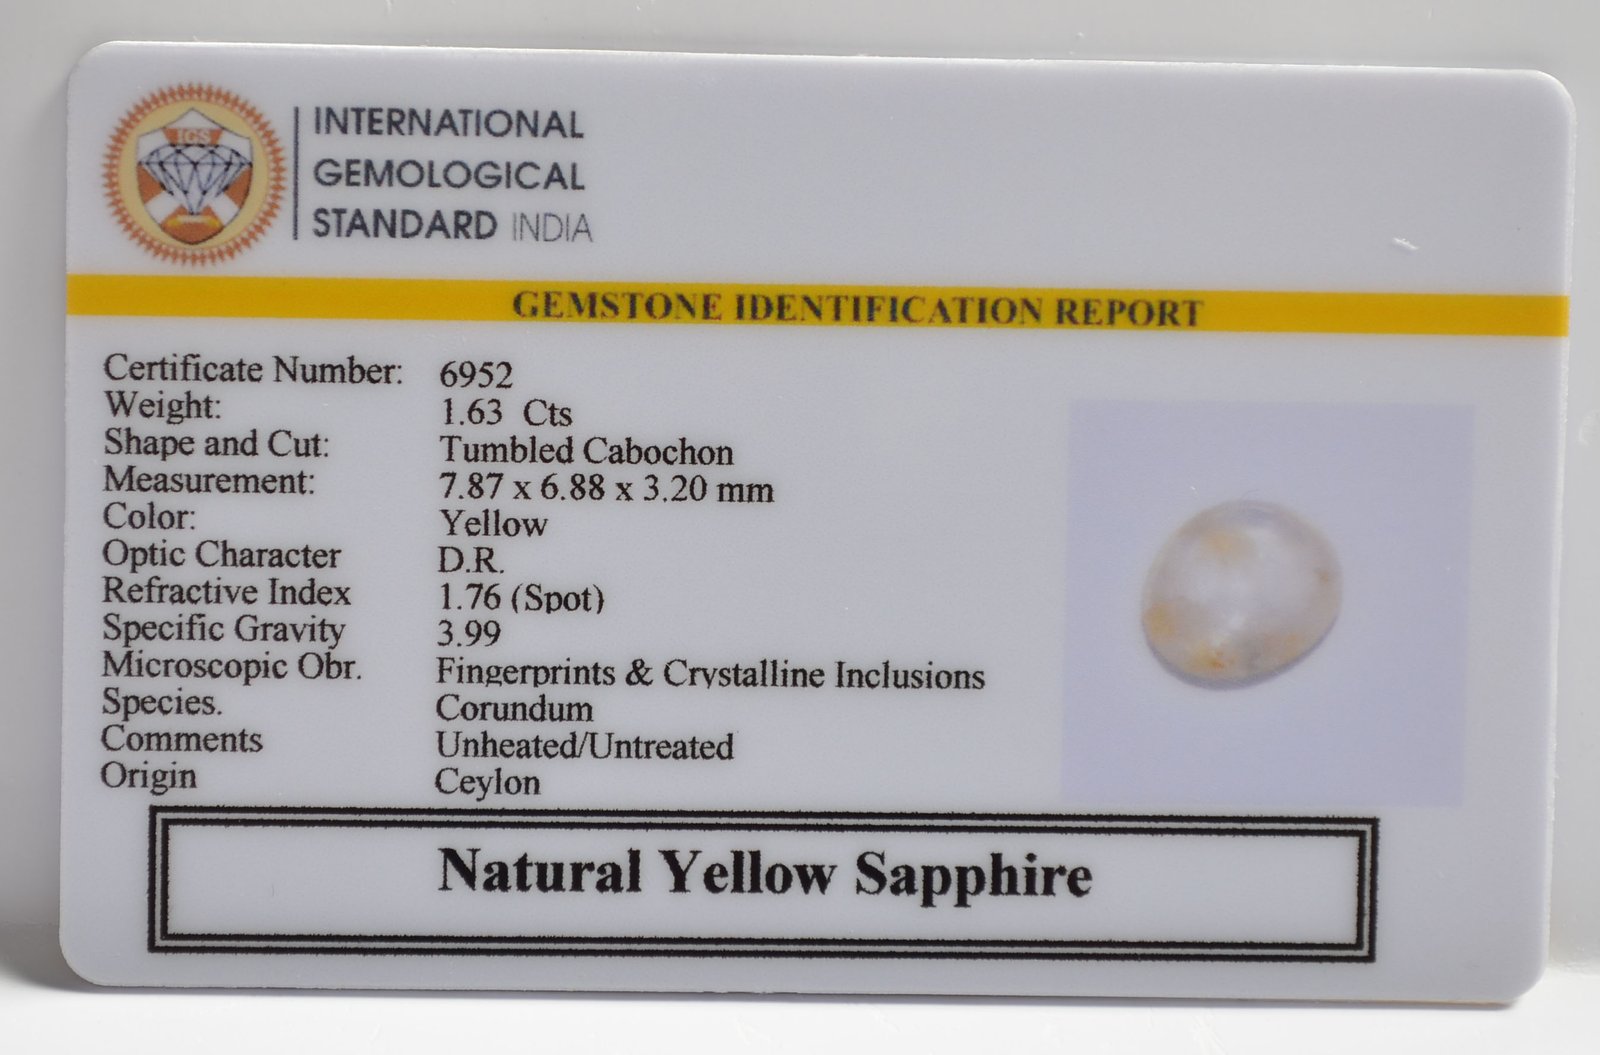 IGS
INTERNATIONAL
GEMOLOGICAL
STANDARD INDIA
GEMSTONE IDENTIFICATION REPORT
Certificate Number: 6952
Weight: 1.63 Cts
Shape and Cut: Tumbled Cabochon
Measurement: 7.87 x 6.88 x 3.20 mm
Color: Yellow
Optic Character D.R.
Refractive Index 1.76 (Spot)
Specific Gravity 3.99
Microscopic Obr. Fingerprints & Crystalline Inclusions
Species. Corundum
Comments Unheated/Untreated
Origin Ceylon
Natural Yellow Sapphire